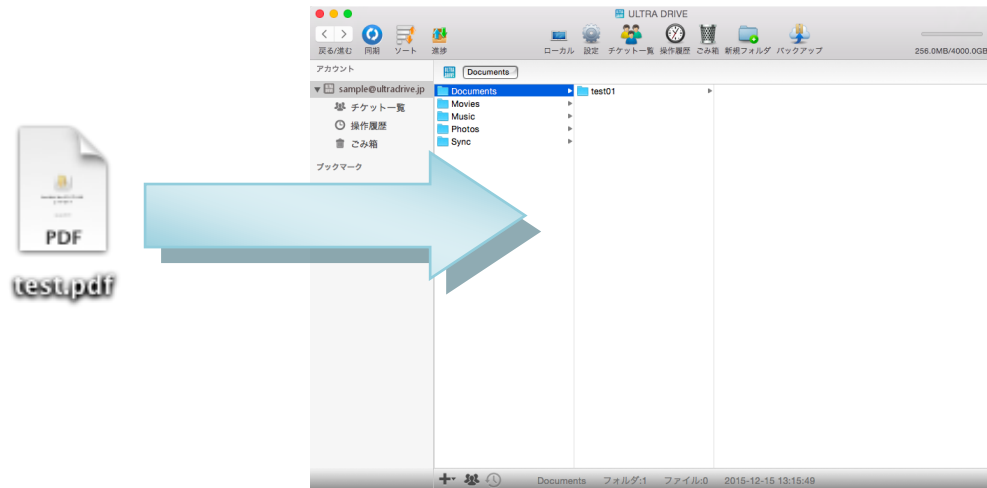 PDF
test.pdf
ULTRA DRIVE
戻る/進む 同期 ソート 進捗 ローカル 設定 チケット一覧 操作履歴 ごみ箱 新規フォルダ バックアップ 256.0MB/4000.0GB
アカウント
Documents
sample@ultradrive.jp
チケット一覧
操作履歴
ごみ箱
ブックマーク
Documents
Movies
Music
Photos
Sync
test01
Documents フォルダ:1 ファイル:0 2015-12-15 13:15:49